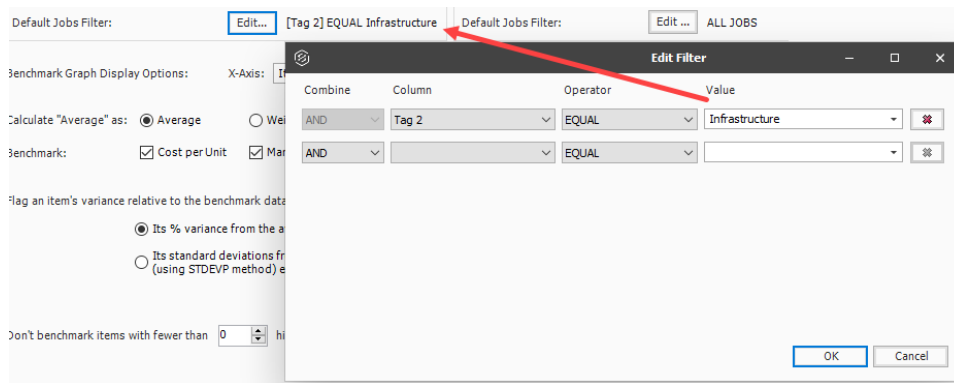 Default Jobs Filter: Edit... [Tag 2] EQUAL Infrastructure Default Jobs Filter: Edit ... ALL JOBS
Edit Filter
Benchmark Graph Display Options: X-Axis:
Combine Column Operator Value
Calculate "Average" as: Average
AND Tag 2 EQUAL Infrastructure
Benchmark: Cost per Unit
AND EQUAL
Flag an item's variance relative to the benchmark data
Its % variance from the
Its standard deviations
(using STDEVP method)
Don't benchmark items with fewer than 0
OK Cancel